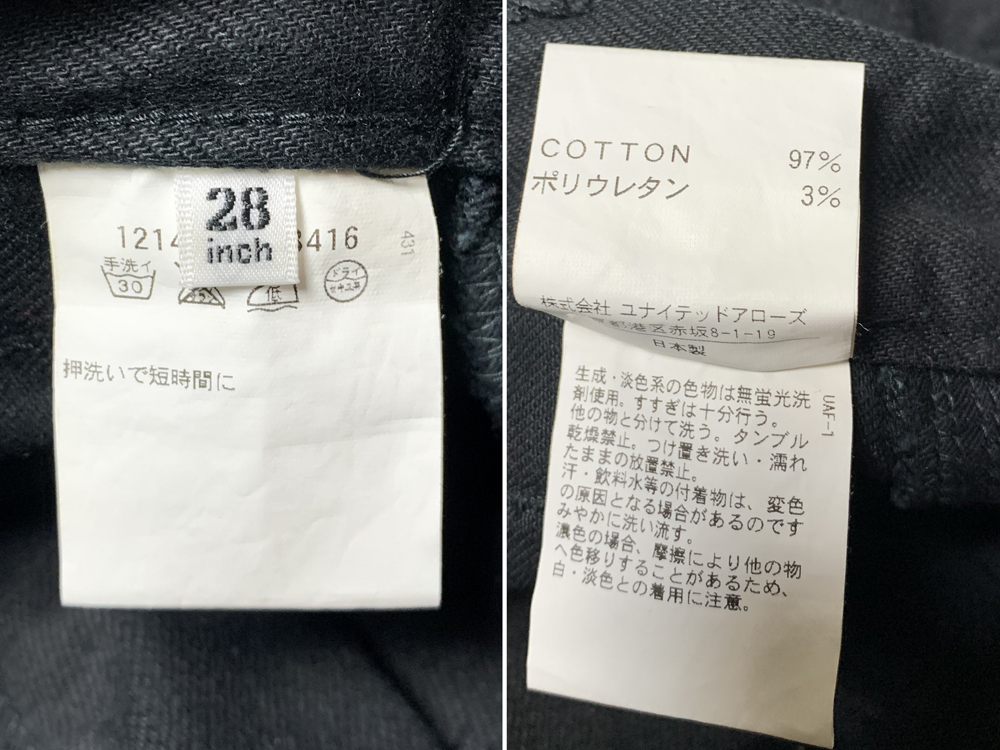 28
inch
1214
3416
431
手洗イ
30
低
ドライ
押洗いで短時間に
COTTON 97%
ポリウレタン 3%
株式会社 ユナイテッドアローズ
都港区赤坂8-1-19
日本製
UAF-1
生成・淡色系の色物は無蛍光洗
剤使用。すすぎは十分行う。
他の物と分けて洗う。タンブル
乾燥禁止。つけ置き洗い・濡れ
たままの放置禁止。
汗・飲料水等の付着物は、変色
の原因となる場合があるのです
みやかに洗い流す。
濃色の場合、摩擦により他の物
へ色移りすることがあるため、
白・淡色との着用に注意。